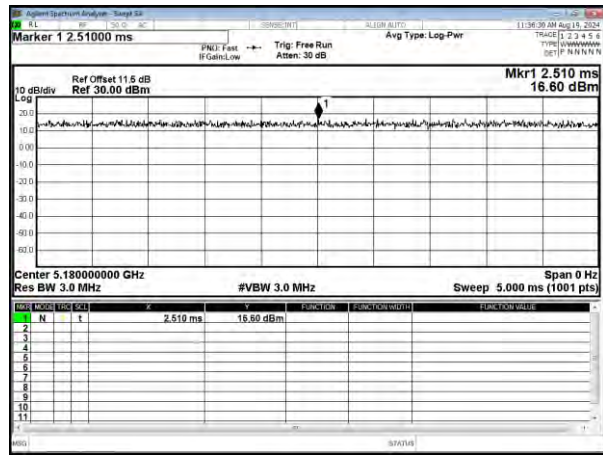 Agilent Spectrum Analyzer - Swept SA
RL RF 50 Ω AC SENSE:INT ALIGN AUTO 11:36:30 AM Aug 19, 2024
Marker 1 2.51000 ms
PNO: Fast
IFGain:Low
Trig: Free Run
Atten: 30 dB
Avg Type: Log-Pwr
TRACE 1 2 3 4 5 6
TYPE WWWWWW
DET P NNNNN
Ref Offset 11.5 dB
10 dB/div Ref 30.00 dBm
Mkr1 2.510 ms
16.60 dBm
Log
1
20.0
10.0
0.00
-10.0
-20.0
-30.0
-40.0
-50.0
-60.0
Center 5.180000000 GHz Span 0 Hz
Res BW 3.0 MHz #VBW 3.0 MHz Sweep 5.000 ms (1001 pts)
MKR MODE TRC SCL X Y FUNCTION FUNCTION WIDTH FUNCTION VALUE
1 N t 2.510 ms 16.60 dBm
2
3
4
5
6
7
8
9
10
11
MSG STATUS